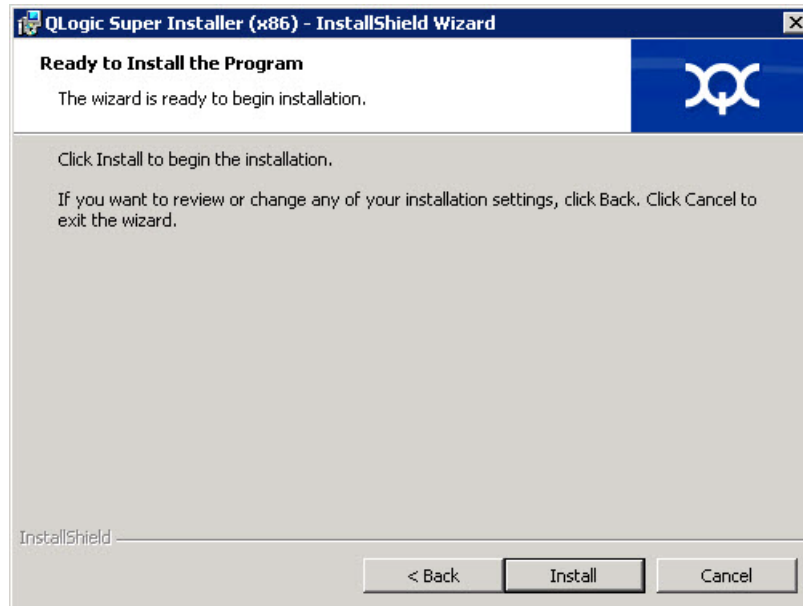 QLogic Super Installer (x86) - InstallShield Wizard
Ready to Install the Program
The wizard is ready to begin installation.
Click Install to begin the installation.
If you want to review or change any of your installation settings, click Back. Click Cancel to
exit the wizard.
InstallShield
< Back
Install
Cancel